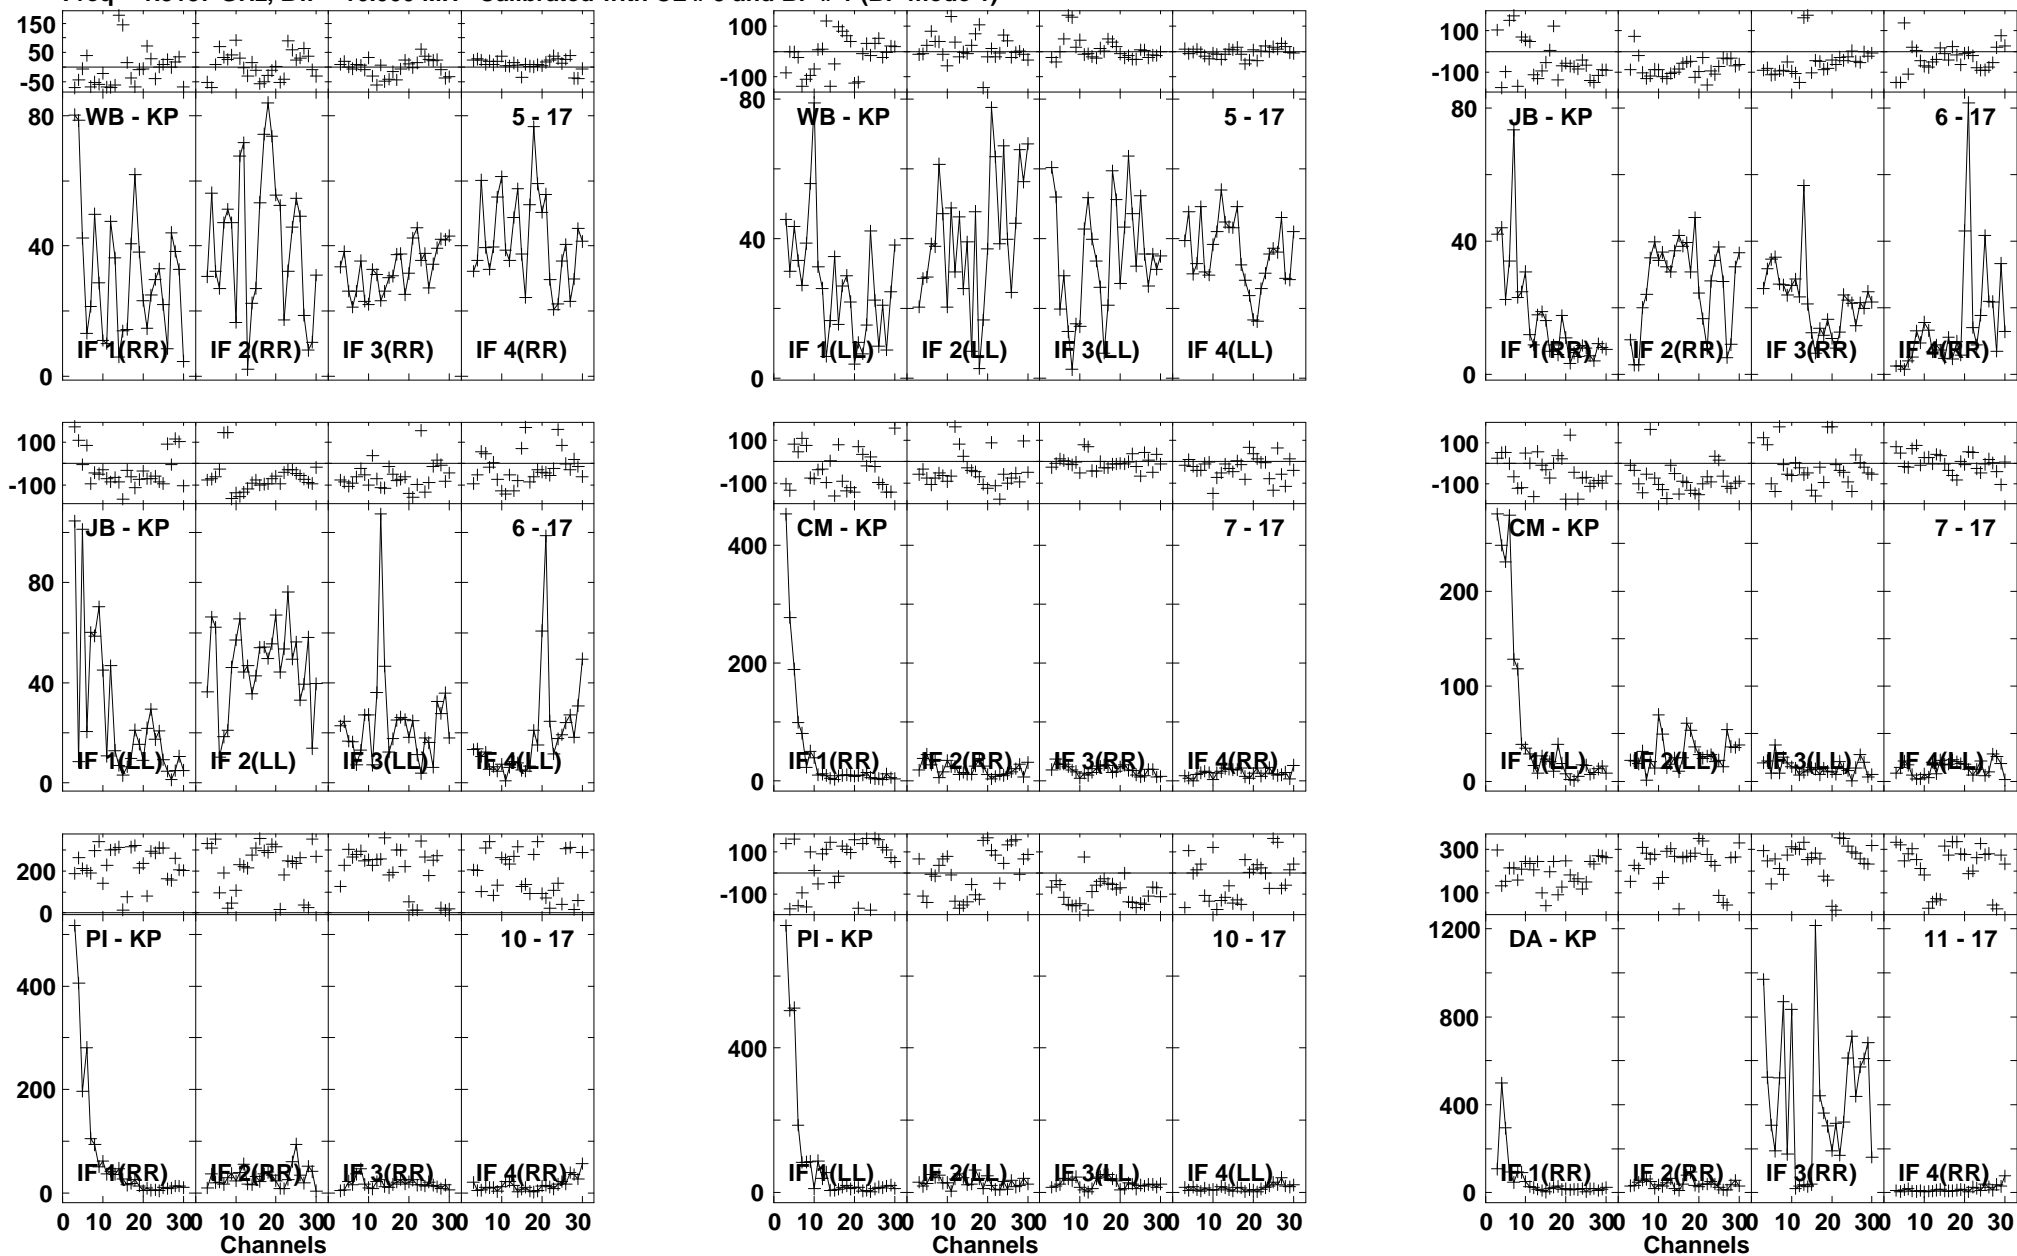 150
50
-50
WB - KP
5 - 17
80
40
0
IF 1(RR) IF 2(RR) IF 3(RR) IF 4(RR)
100
-100
WB - KP
5 - 17
80
40
0
IF 1(LL) IF 2(LL) IF 3(LL) IF 4(LL)
100
-100
JB - KP
6 - 17
80
40
0
IF 1(RR) IF 2(RR) IF 3(RR) IF 4(RR)
100
-100
JB - KP
6 - 17
80
40
0
IF 1(LL) IF 2(LL) IF 3(LL) IF 4(LL)
100
-100
CM - KP
7 - 17
400
200
0
IF 1(RR) IF 2(RR) IF 3(RR) IF 4(RR)
100
-100
CM - KP
7 - 17
200
100
0
IF 1(LL) IF 2(LL) IF 3(LL) IF 4(LL)
200
0
PI - KP
10 - 17
400
200
0
IF 1(RR) IF 2(RR) IF 3(RR) IF 4(RR)
0 10 20 300 10 20 300 10 20 300 10 20 30
Channels
100
-100
PI - KP
10 - 17
400
0
IF 1(LL) IF 2(LL) IF 3(LL) IF 4(LL)
0 10 20 300 10 20 300 10 20 300 10 20 30
Channels
300
100
DA - KP
11 - 17
1200
800
400
0
IF 1(RR) IF 2(RR) IF 3(RR) IF 4(RR)
0 10 20 300 10 20 300 10 20 300 10 20 30
Channels